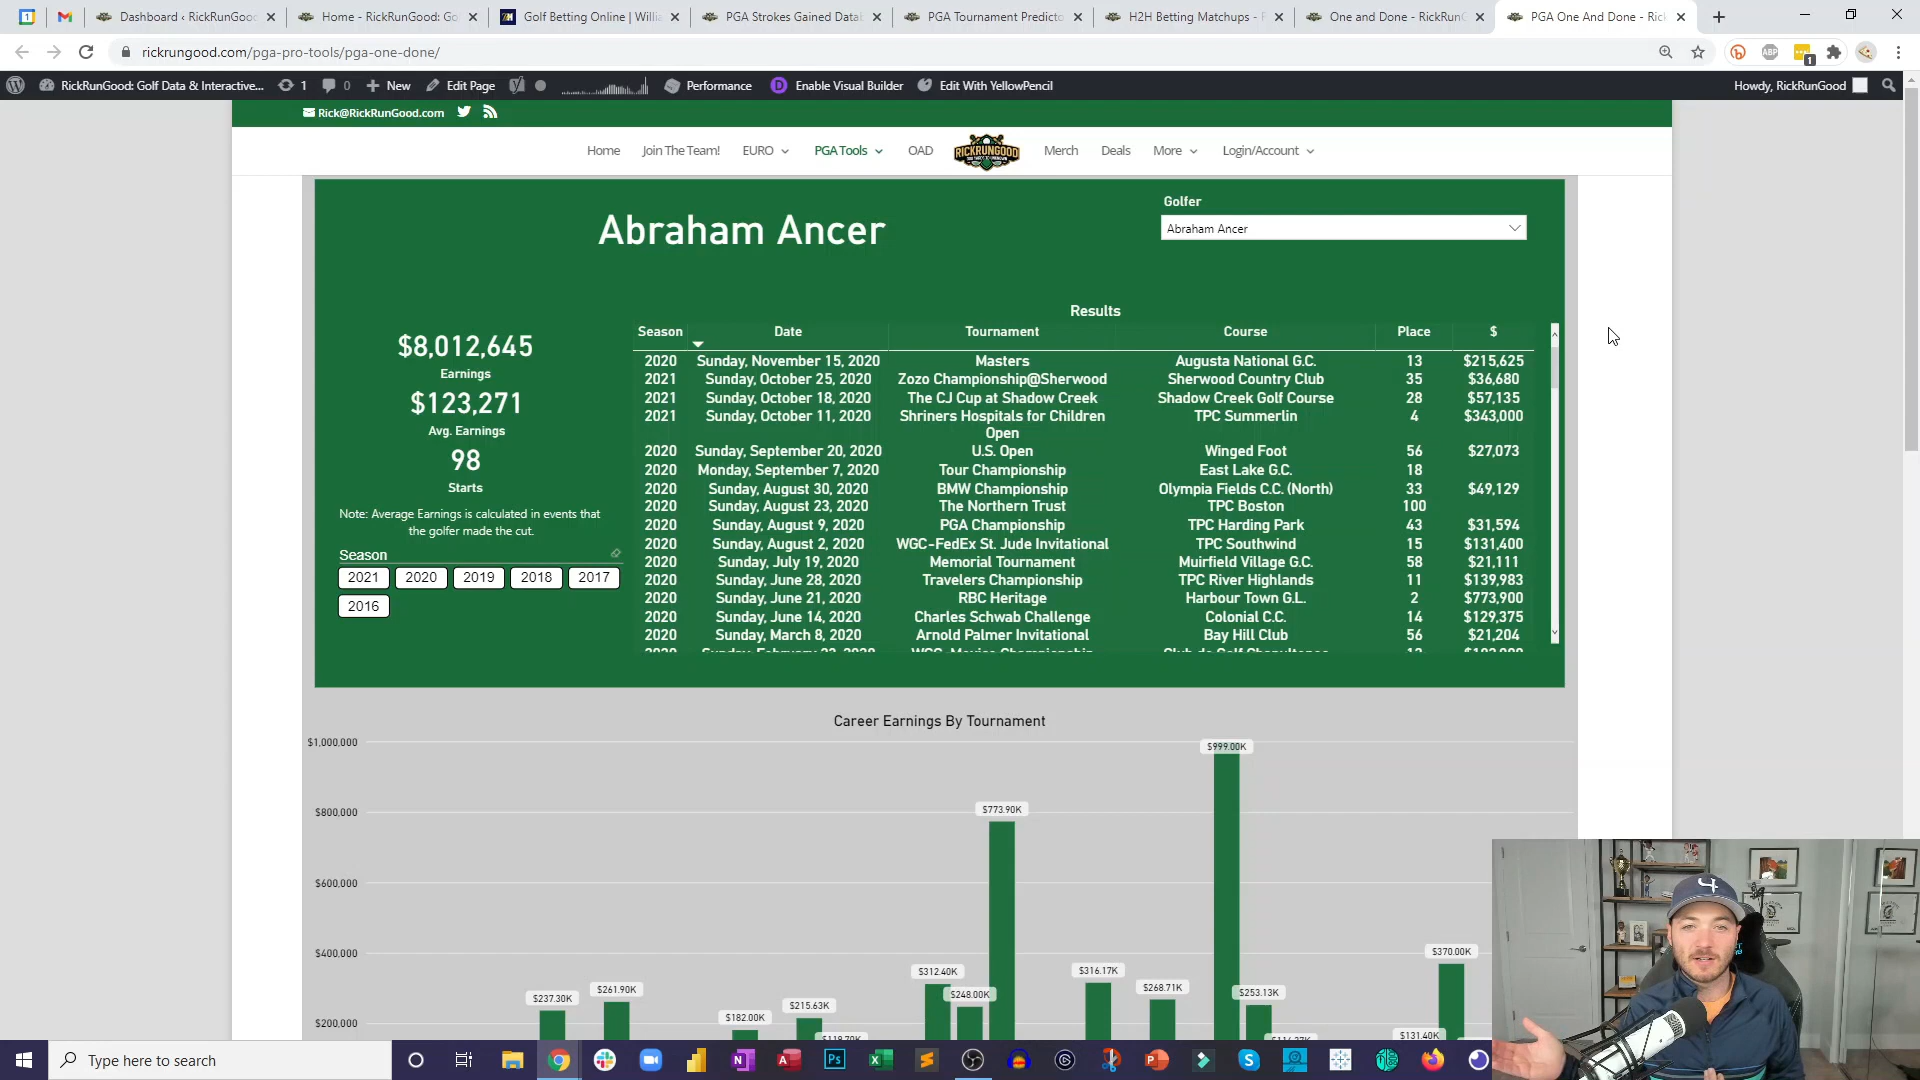 Dashboard ‹ RickRunGoo
Home - RickRunGood: Go
Golf Betting Online | Willia
PGA Strokes Gained Datab
PGA Tournament Predicto
H2H Betting Matchups - R
One and Done - RickRunG
PGA One And Done - Rick
rickrungood.com/pga-pro-tools/pga-one-done/
RickRunGood: Golf Data & Interactive... 1 0 New Edit Page Performance Enable Visual Builder Edit With YellowPencil Howdy, RickRunGood
Rick@RickRunGood.com
Home Join The Team! EURO PGA Tools OAD RICKRUNGOOD Merch Deals More Login/Account
Abraham Ancer
Golfer
Abraham Ancer
$8,012,645
Earnings
$123,271
Avg. Earnings
98
Starts
Note: Average Earnings is calculated in events that
the golfer made the cut.
Season
2021 2020 2019 2018 2017
2016
Results
Season Date Tournament Course Place $
2020 Sunday, November 15, 2020 Masters Augusta National G.C. 13 $215,625
2021 Sunday, October 25, 2020 Zozo Championship@Sherwood Sherwood Country Club 35 $36,680
2021 Sunday, October 18, 2020 The CJ Cup at Shadow Creek Shadow Creek Golf Course 28 $57,135
2021 Sunday, October 11, 2020 Shriners Hospitals for Children Open TPC Summerlin 4 $343,000
2020 Sunday, September 20, 2020 U.S. Open Winged Foot 56 $27,073
2020 Monday, September 7, 2020 Tour Championship East Lake G.C. 18
2020 Sunday, August 30, 2020 BMW Championship Olympia Fields C.C. (North) 33 $49,129
2020 Sunday, August 23, 2020 The Northern Trust TPC Boston 100
2020 Sunday, August 9, 2020 PGA Championship TPC Harding Park 43 $31,594
2020 Sunday, August 2, 2020 WGC-FedEx St. Jude Invitational TPC Southwind 15 $131,400
2020 Sunday, July 19, 2020 Memorial Tournament Muirfield Village G.C. 58 $21,111
2020 Sunday, June 28, 2020 Travelers Championship TPC River Highlands 11 $139,983
2020 Sunday, June 21, 2020 RBC Heritage Harbour Town G.L. 2 $773,900
2020 Sunday, June 14, 2020 Charles Schwab Challenge Colonial C.C. 14 $129,375
2020 Sunday, March 8, 2020 Arnold Palmer Invitational Bay Hill Club 56 $21,204
Career Earnings By Tournament
$1,000,000
$999.00K
$800,000
$773.90K
$600,000
$400,000
$370.00K
$312.40K
$316.17K
$237.30K
$261.90K
$248.00K
$268.71K
$253.13K
$182.00K
$215.63K
$200,000
$131.40K
Type here to search